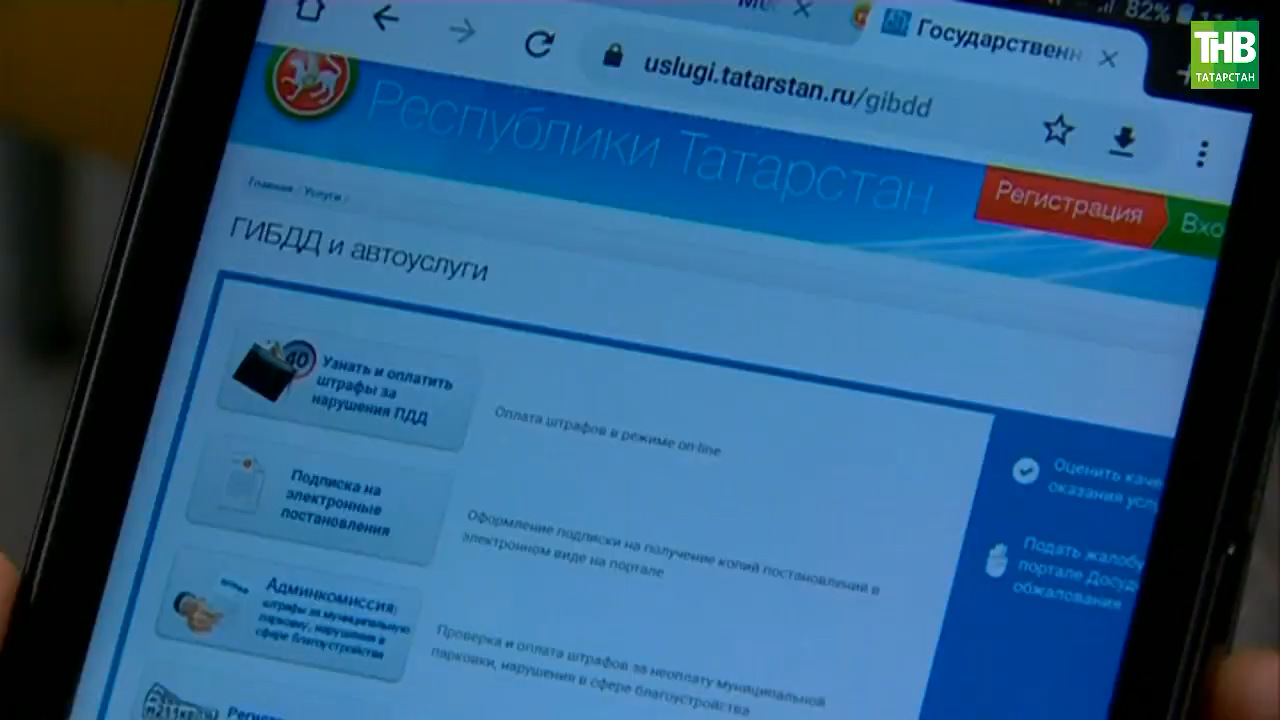 82%
Государственн
ТНВ
ТАТАРСТАН
uslugi.tatarstan.ru/gibdd
Республики Татарстан
Регистрация
Вхо
Главная / Услуги /
ГИБДД и автоуслуги
40
Узнать и оплатить
штрафы за
нарушения ПДД
Оплата штрафов в режиме on-line
Подписка на
электронные
постановления
Оформление подписки на получение копий постановлений в
электронном виде на портале
Админкомиссия:
штрафы за муниципальную
парковку, нарушения в
сфере благоустройства
Проверка и оплата штрафов за неоплату муниципальной
парковки, нарушения в сфере благоустройства
Оценить каче
оказания усл
Подать жалоб
портале Досу
обжалования